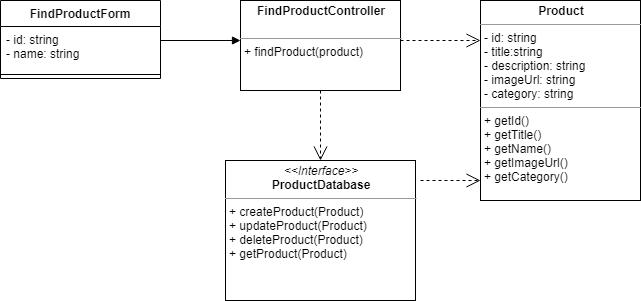 FindProductForm
- id: string
- name: string
FindProductController
+ findProduct(product)
Product
- id: string
- title:string
- description: string
- imageUrl: string
- category: string
+ getId()
+ getTitle()
+ getName()
+ getImageUrl()
+ getCategory()
<<Interface>>
ProductDatabase
+ createProduct(Product)
+ updateProduct(Product)
+ deleteProduct(Product)
+ getProduct(Product)